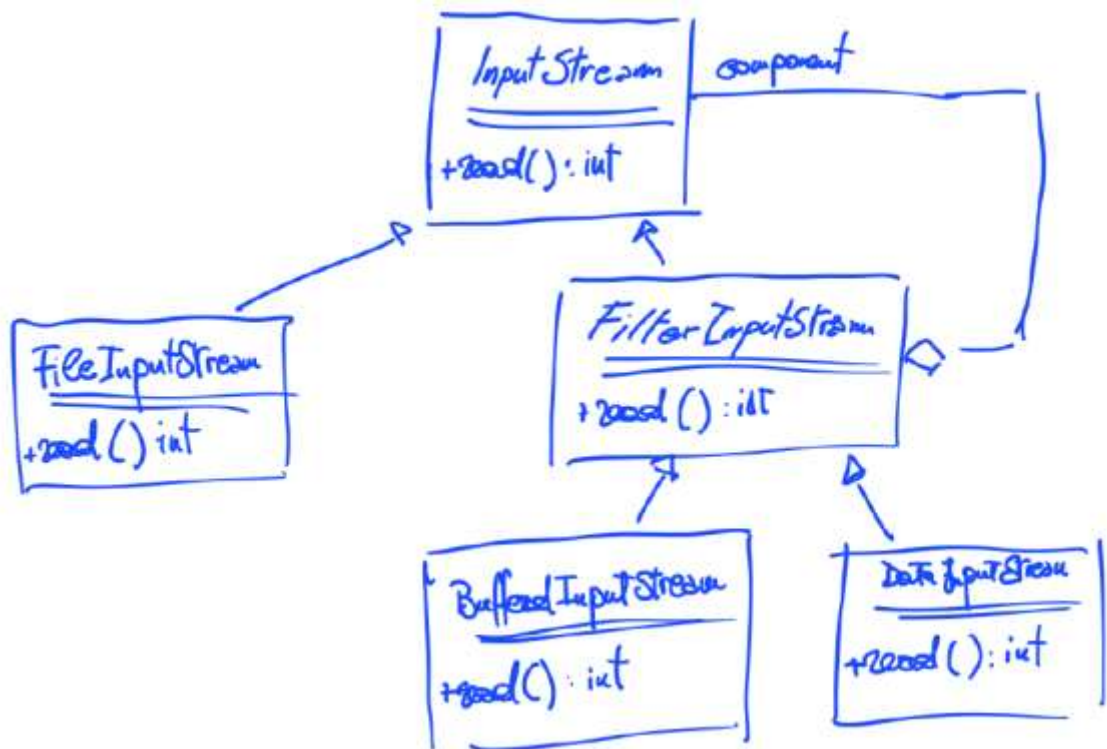 InputStream
component
+read() : int
FilterInputStream
+read() : int
FileInputStream
+read() int
BufferedInputStream
+read() : int
DataInputStream
+read() : int